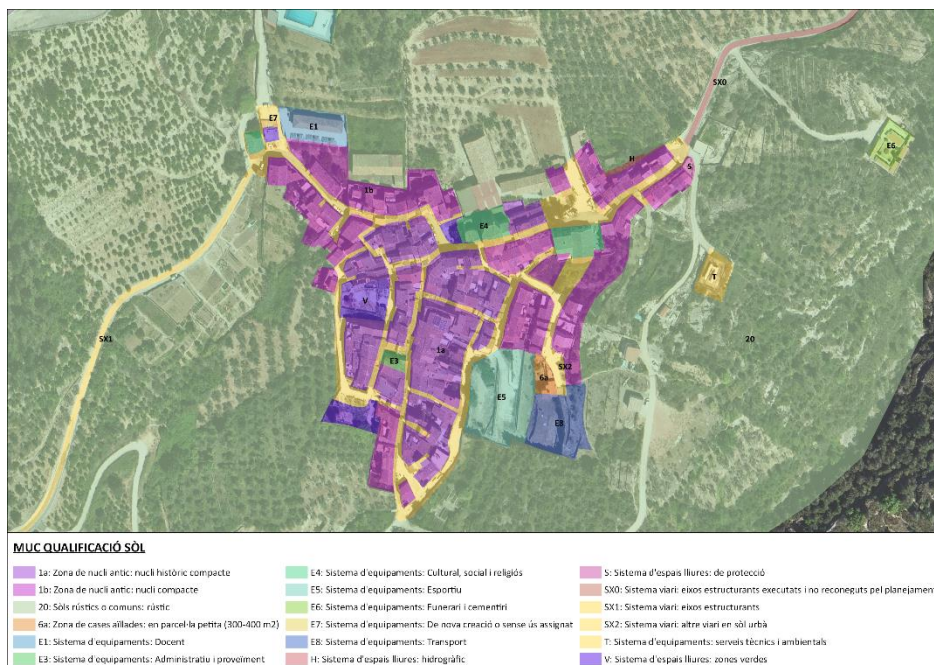 SX0
E7
E1
E6
H
S
1b
E4
T
V
SX1
20
1a
E3
6a
SX2
E5
E8
MUC QUALIFICACIÓ SÒL
1a: Zona de nucli antic: nucli històric compacte
1b: Zona de nucli antic: nucli compacte
20: Sòls rústics o comuns: rústic
6a: Zona de cases aïllades: en parcel·la petita (300-400 m2)
E1: Sistema d'equipaments: Docent
E3: Sistema d'equipaments: Administratiu i proveïment
E4: Sistema d'equipaments: Cultural, social i religiós
E5: Sistema d'equipaments: Esportiu
E6: Sistema d'equipaments: Funerari i cementiri
E7: Sistema d'equipaments: De nova creació o sense ús assignat
E8: Sistema d'equipaments: Transport
H: Sistema d'espais lliures: hidrogràfic
S: Sistema d'espais lliures: de protecció
SX0: Sistema viari: eixos estructurants executats i no reconeguts pel planejament
SX1: Sistema viari: eixos estructurants
SX2: Sistema viari: altre viari en sòl urbà
T: Sistema d'equipaments: serveis tècnics i ambientals
V: Sistema d'espais lliures: zones verdes